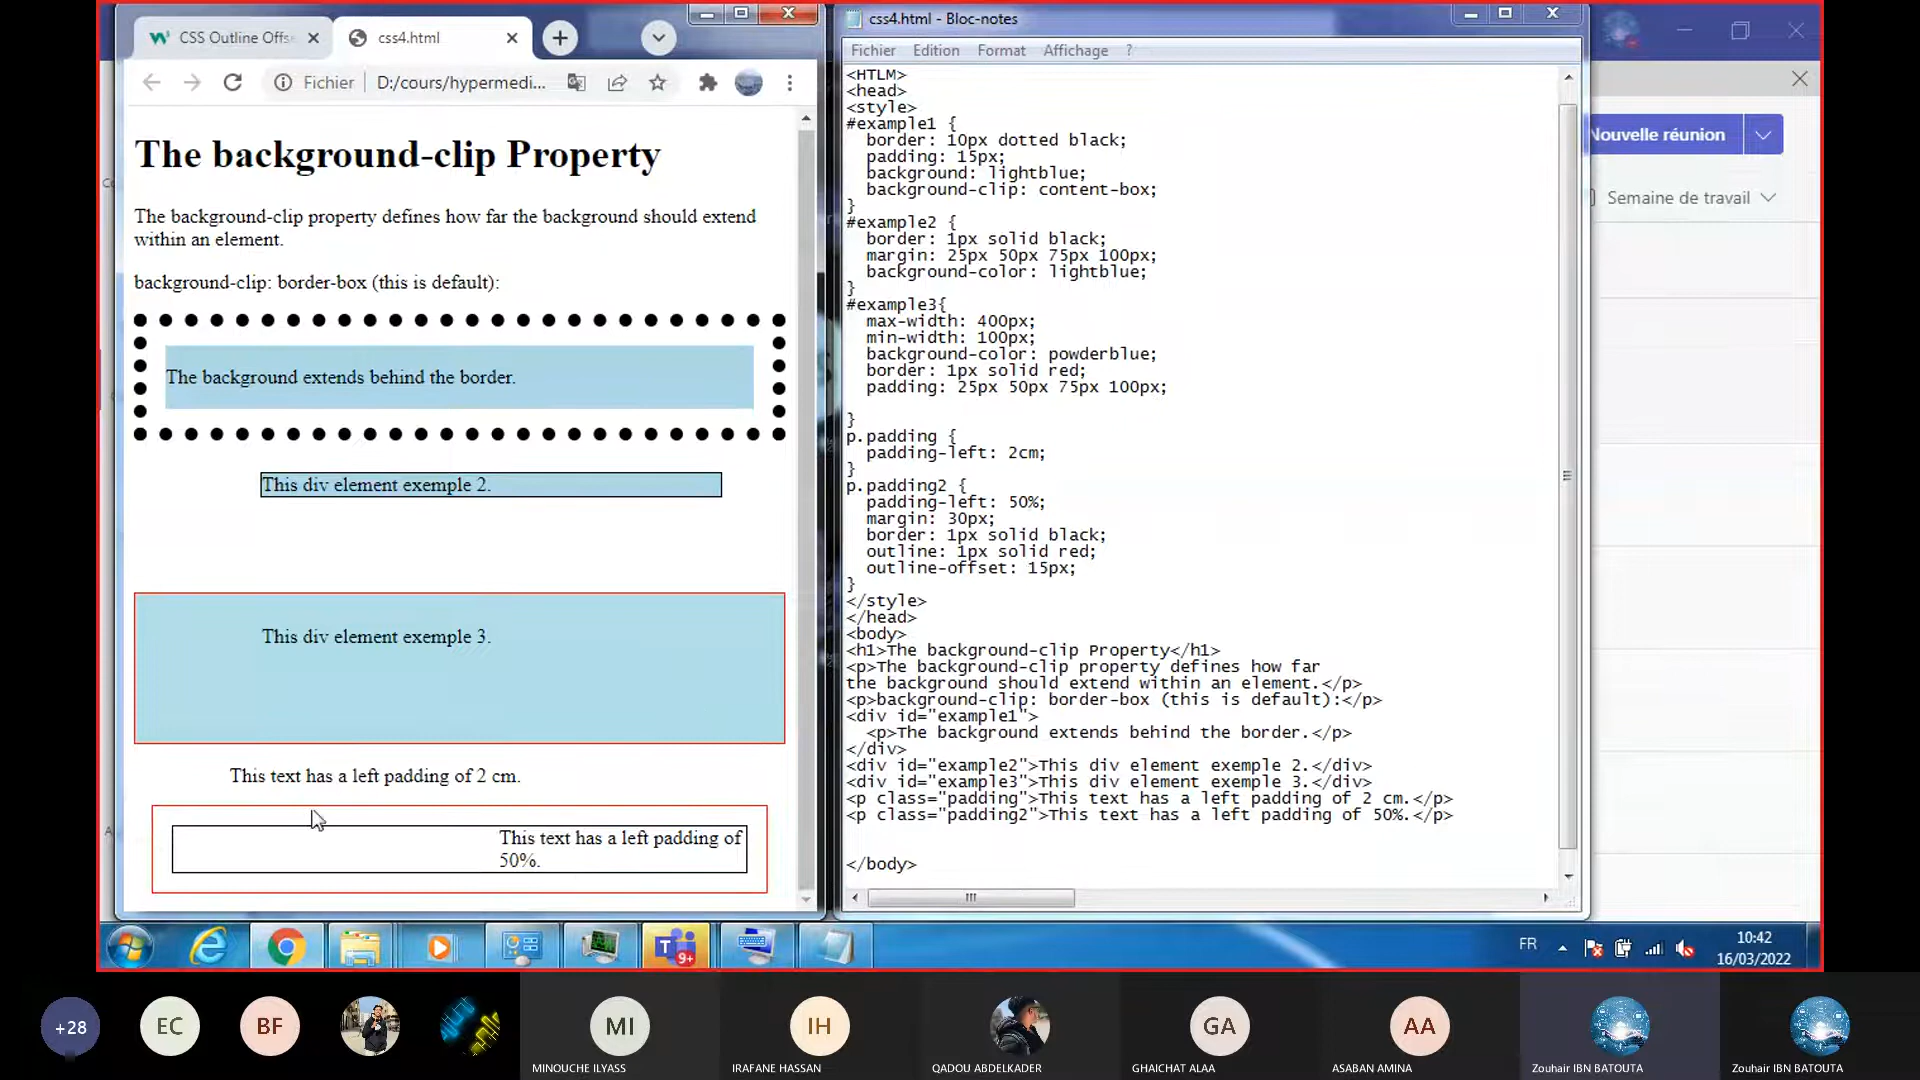 CSS Outline Offs
css4.html
Fichier
D:/cours/hypermedi...
The background-clip Property
The background-clip property defines how far the background should extend
within an element.
background-clip: border-box (this is default):
The background extends behind the border.
This div element exemple 2.
This div element exemple 3.
This text has a left padding of 2 cm.
This text has a left padding of
50%.
css4.html - Bloc-notes
Fichier Edition Format Affichage ?
<HTLM>
<head>
<style>
#example1 {
border: 10px dotted black;
padding: 15px;
background: lightblue;
background-clip: content-box;
}
#example2 {
border: 1px solid black;
margin: 25px 50px 75px 100px;
background-color: lightblue;
}
#example3{
max-width: 400px;
min-width: 100px;
background-color: powderblue;
border: 1px solid red;
padding: 25px 50px 75px 100px;
}
p.padding {
padding-left: 2cm;
}
p.padding2 {
padding-left: 50%;
margin: 30px;
border: 1px solid black;
outline: 1px solid red;
outline-offset: 15px;
}
</style>
</head>
<body>
<h1>The background-clip Property</h1>
<p>The background-clip property defines how far
the background should extend within an element.</p>
<p>background-clip: border-box (this is default):</p>
<div id="example1">
<p>The background extends behind the border.</p>
</div>
<div id="example2">This div element exemple 2.</div>
<div id="example3">This div element exemple 3.</div>
<p class="padding">This text has a left padding of 2 cm.</p>
<p class="padding2">This text has a left padding of 50%.</p>
</body>
Nouvelle réunion
Semaine de travail
T
9+
FR
10:42
16/03/2022
+28
EC
BF
MI
IH
GA
AA
MINOUCHE ILYASS
IRAFANE HASSAN
QADOU ABDELKADER
GHAICHAT ALAA
ASABAN AMINA
Zouhair IBN BATOUTA
Zouhair IBN BATOUTA